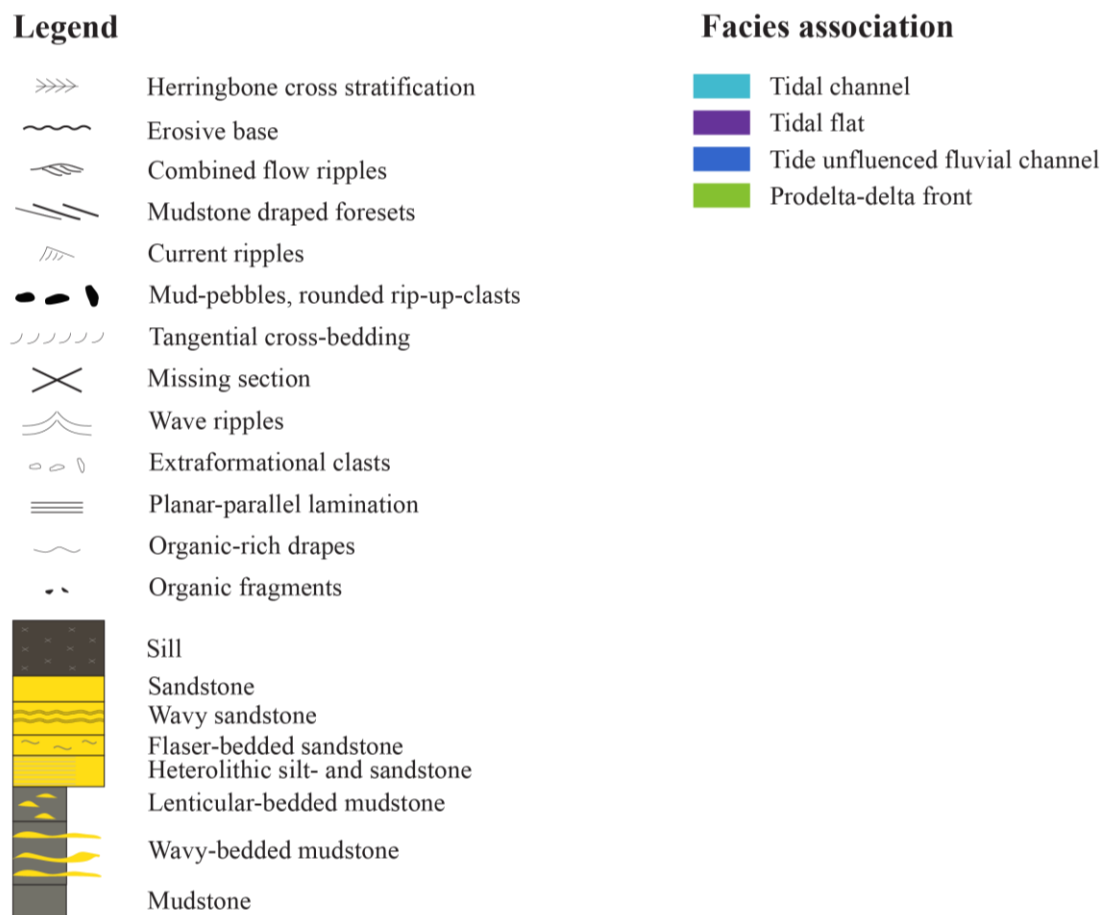 Legend
Herringbone cross stratification
Erosive base
Combined flow ripples
Mudstone draped foresets
Current ripples
Mud-pebbles, rounded rip-up-clasts
Tangential cross-bedding
Missing section
Wave ripples
Extraformational clasts
Planar-parallel lamination
Organic-rich drapes
Organic fragments
Sill
Sandstone
Wavy sandstone
Flaser-bedded sandstone
Heterolithic silt- and sandstone
Lenticular-bedded mudstone
Wavy-bedded mudstone
Mudstone
Facies association
Tidal channel
Tidal flat
Tide unfluenced fluvial channel
Prodelta-delta front